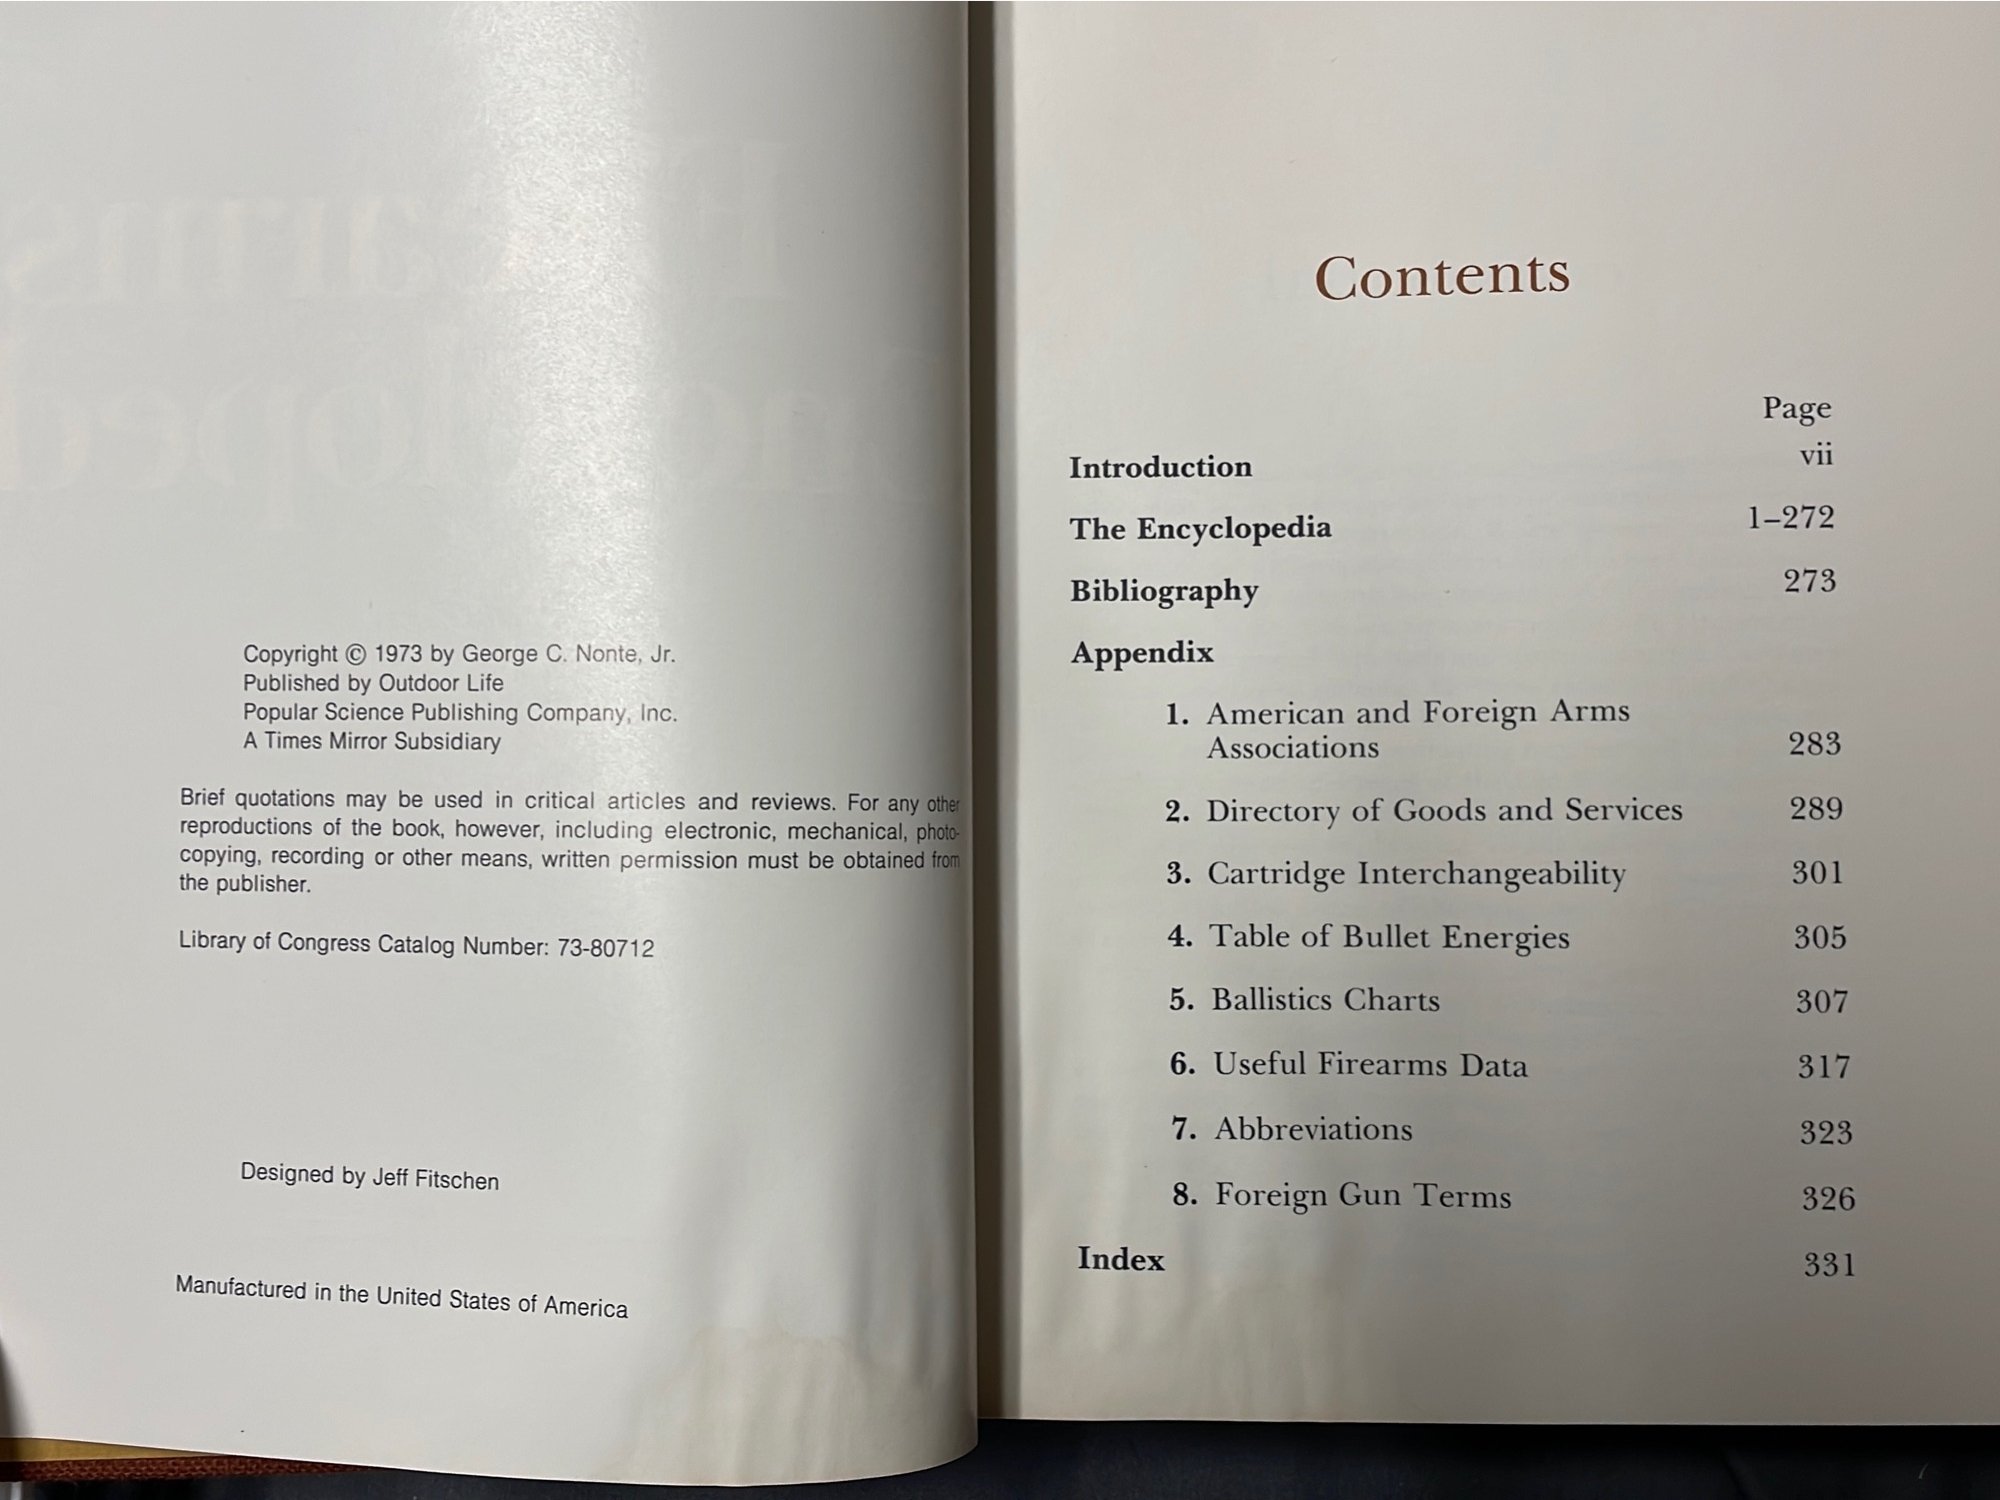 Copyright © 1973 by George C. Nonte, Jr.
Published by Outdoor Life
Popular Science Publishing Company, Inc.
A Times Mirror Subsidiary
Brief quotations may be used in critical articles and reviews. For any other
reproductions of the book, however, including electronic, mechanical, photo-
copying, recording or other means, written permission must be obtained from
the publisher.
Library of Congress Catalog Number: 73-80712
Designed by Jeff Fitschen
Manufactured in the United States of America
Contents
Page
Introduction vii
The Encyclopedia 1–272
Bibliography 273
Appendix
1. American and Foreign Arms
Associations 283
2. Directory of Goods and Services 289
3. Cartridge Interchangeability 301
4. Table of Bullet Energies 305
5. Ballistics Charts 307
6. Useful Firearms Data 317
7. Abbreviations 323
8. Foreign Gun Terms 326
Index 331